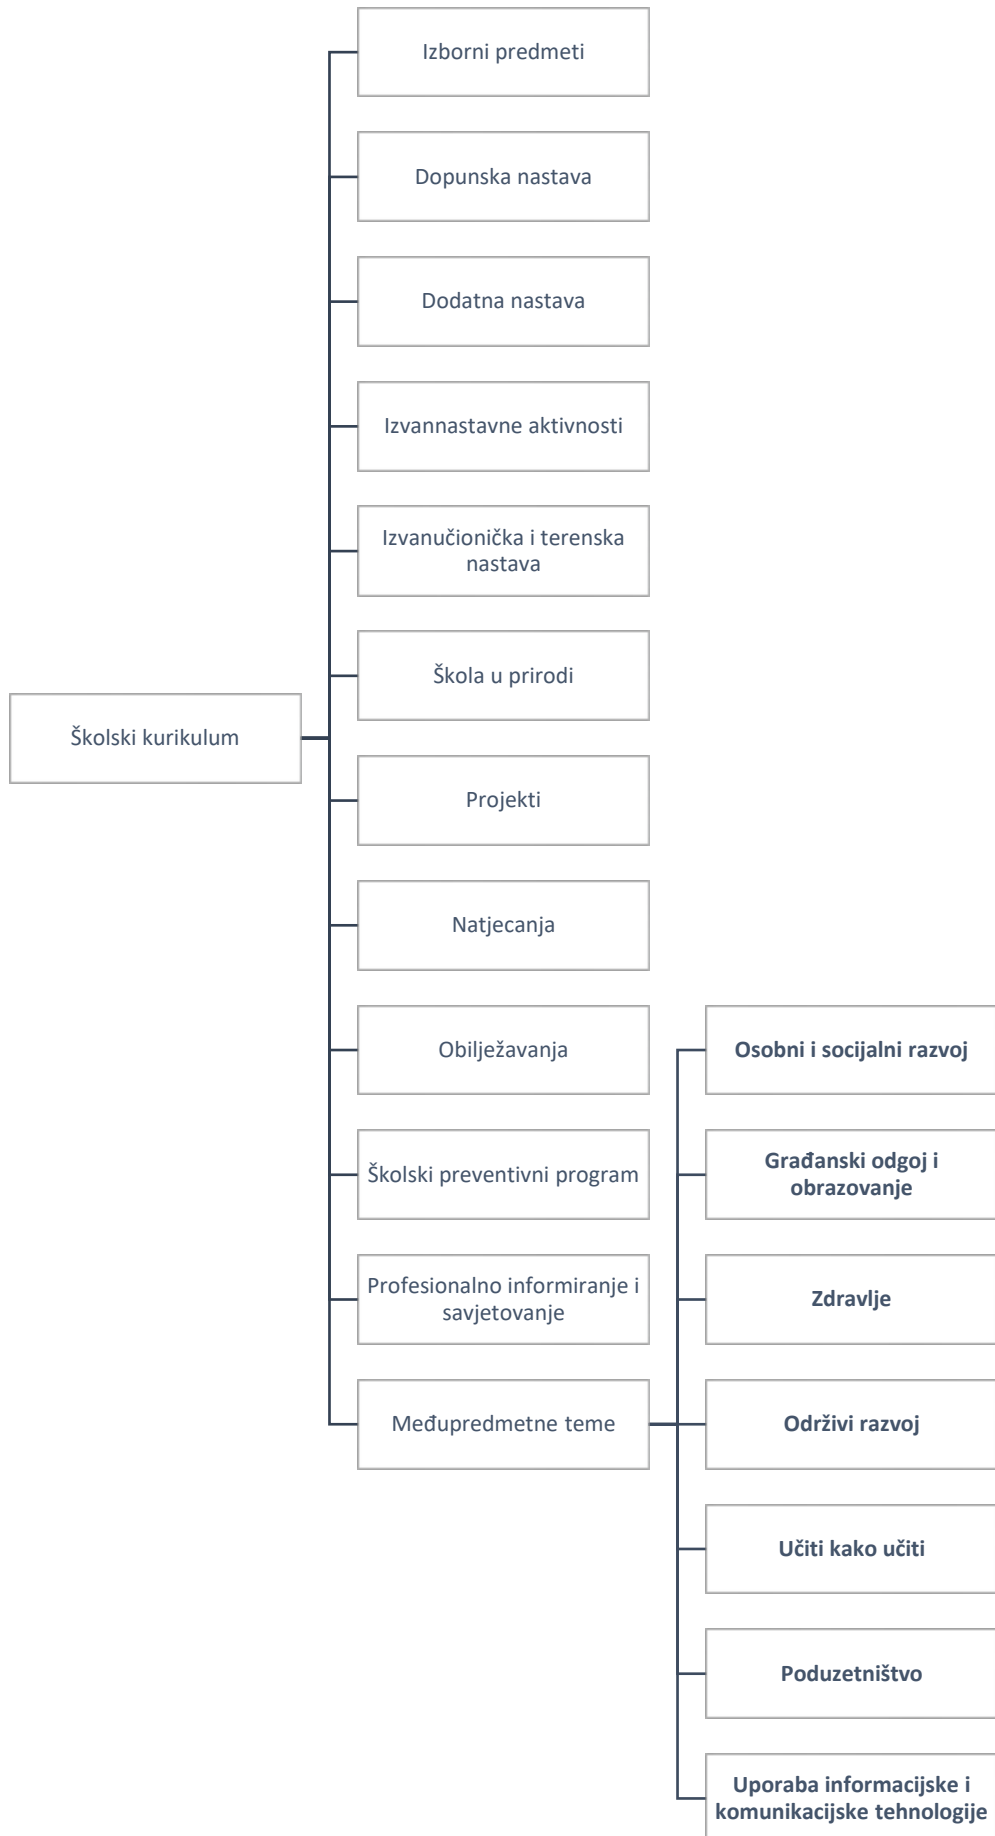 Izborni predmeti
Dopunska nastava
Dodatna nastava
Izvannastavne aktivnosti
Izvanučionička i terenska
nastava
Škola u prirodi
Školski kurikulum
Projekti
Natjecanja
Obilježavanja
Osobni i socijalni razvoj
Školski preventivni program
Građanski odgoj i
obrazovanje
Profesionalno informiranje i
savjetovanje
Zdravlje
Međupredmetne teme
Održivi razvoj
Učiti kako učiti
Poduzetništvo
Uporaba informacijske i
komunikacijske tehnologije